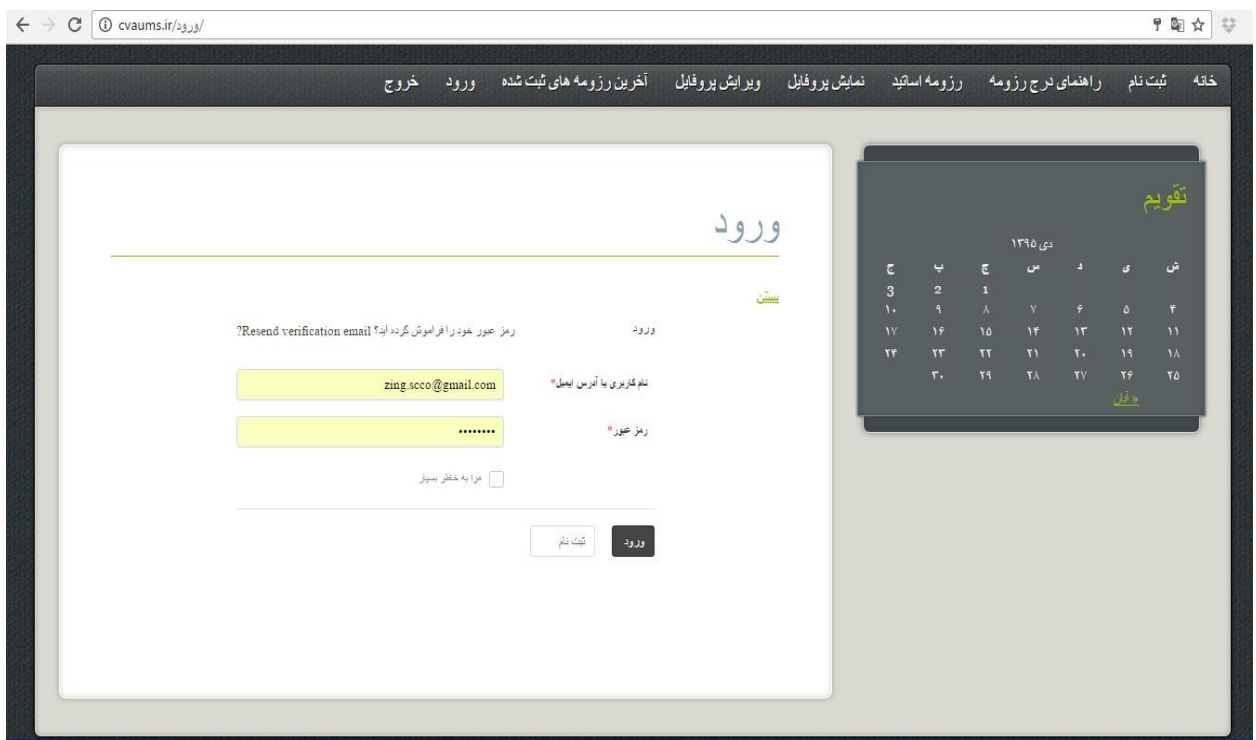 cvaums.ir/ورود/
خانه ثبت نام راهنمای درج رزومه رزومه اساتید نمایش پروفایل ویرایش پروفایل آخرین رزومه های ثبت شده ورود خروج
تقویم
دی ۱۳۹۵
ش ی د س چ پ ج
1 2 3
۴ ۵ ۶ ۷ ۸ ۹ ۱۰
۱۱ ۱۲ ۱۳ ۱۴ ۱۵ ۱۶ ۱۷
۱۸ ۱۹ ۲۰ ۲۱ ۲۲ ۲۳ ۲۴
۲۵ ۲۶ ۲۷ ۲۸ ۲۹ ۳۰
« آبان
ورود
بستن
ورود رمز عبور خود را فراموش کرده اید؟ Resend verification email?
نام کاربری یا آدرس ایمیل* zing.scco@gmail.com
رمز عبور* ••••••••
مرا به خاطر بسپار
ورود ثبت نام